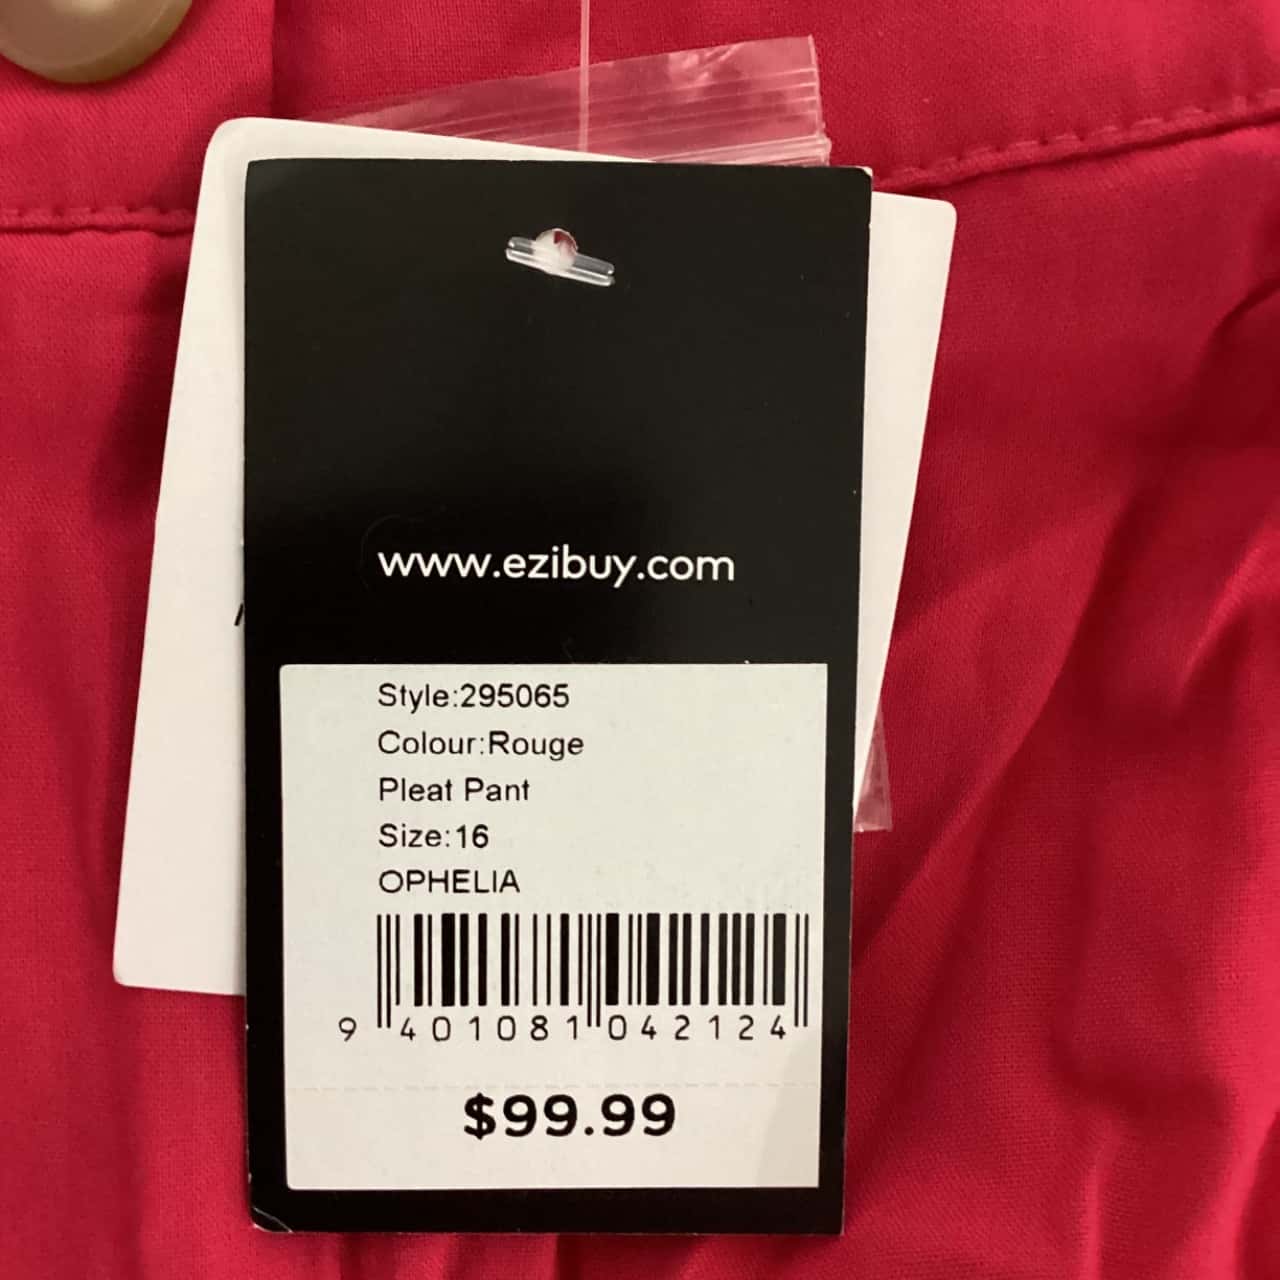 www.ezibuy.com
Style:295065
Colour:Rouge
Pleat Pant
Size:16
OPHELIA
9 401081 042124
$99.99